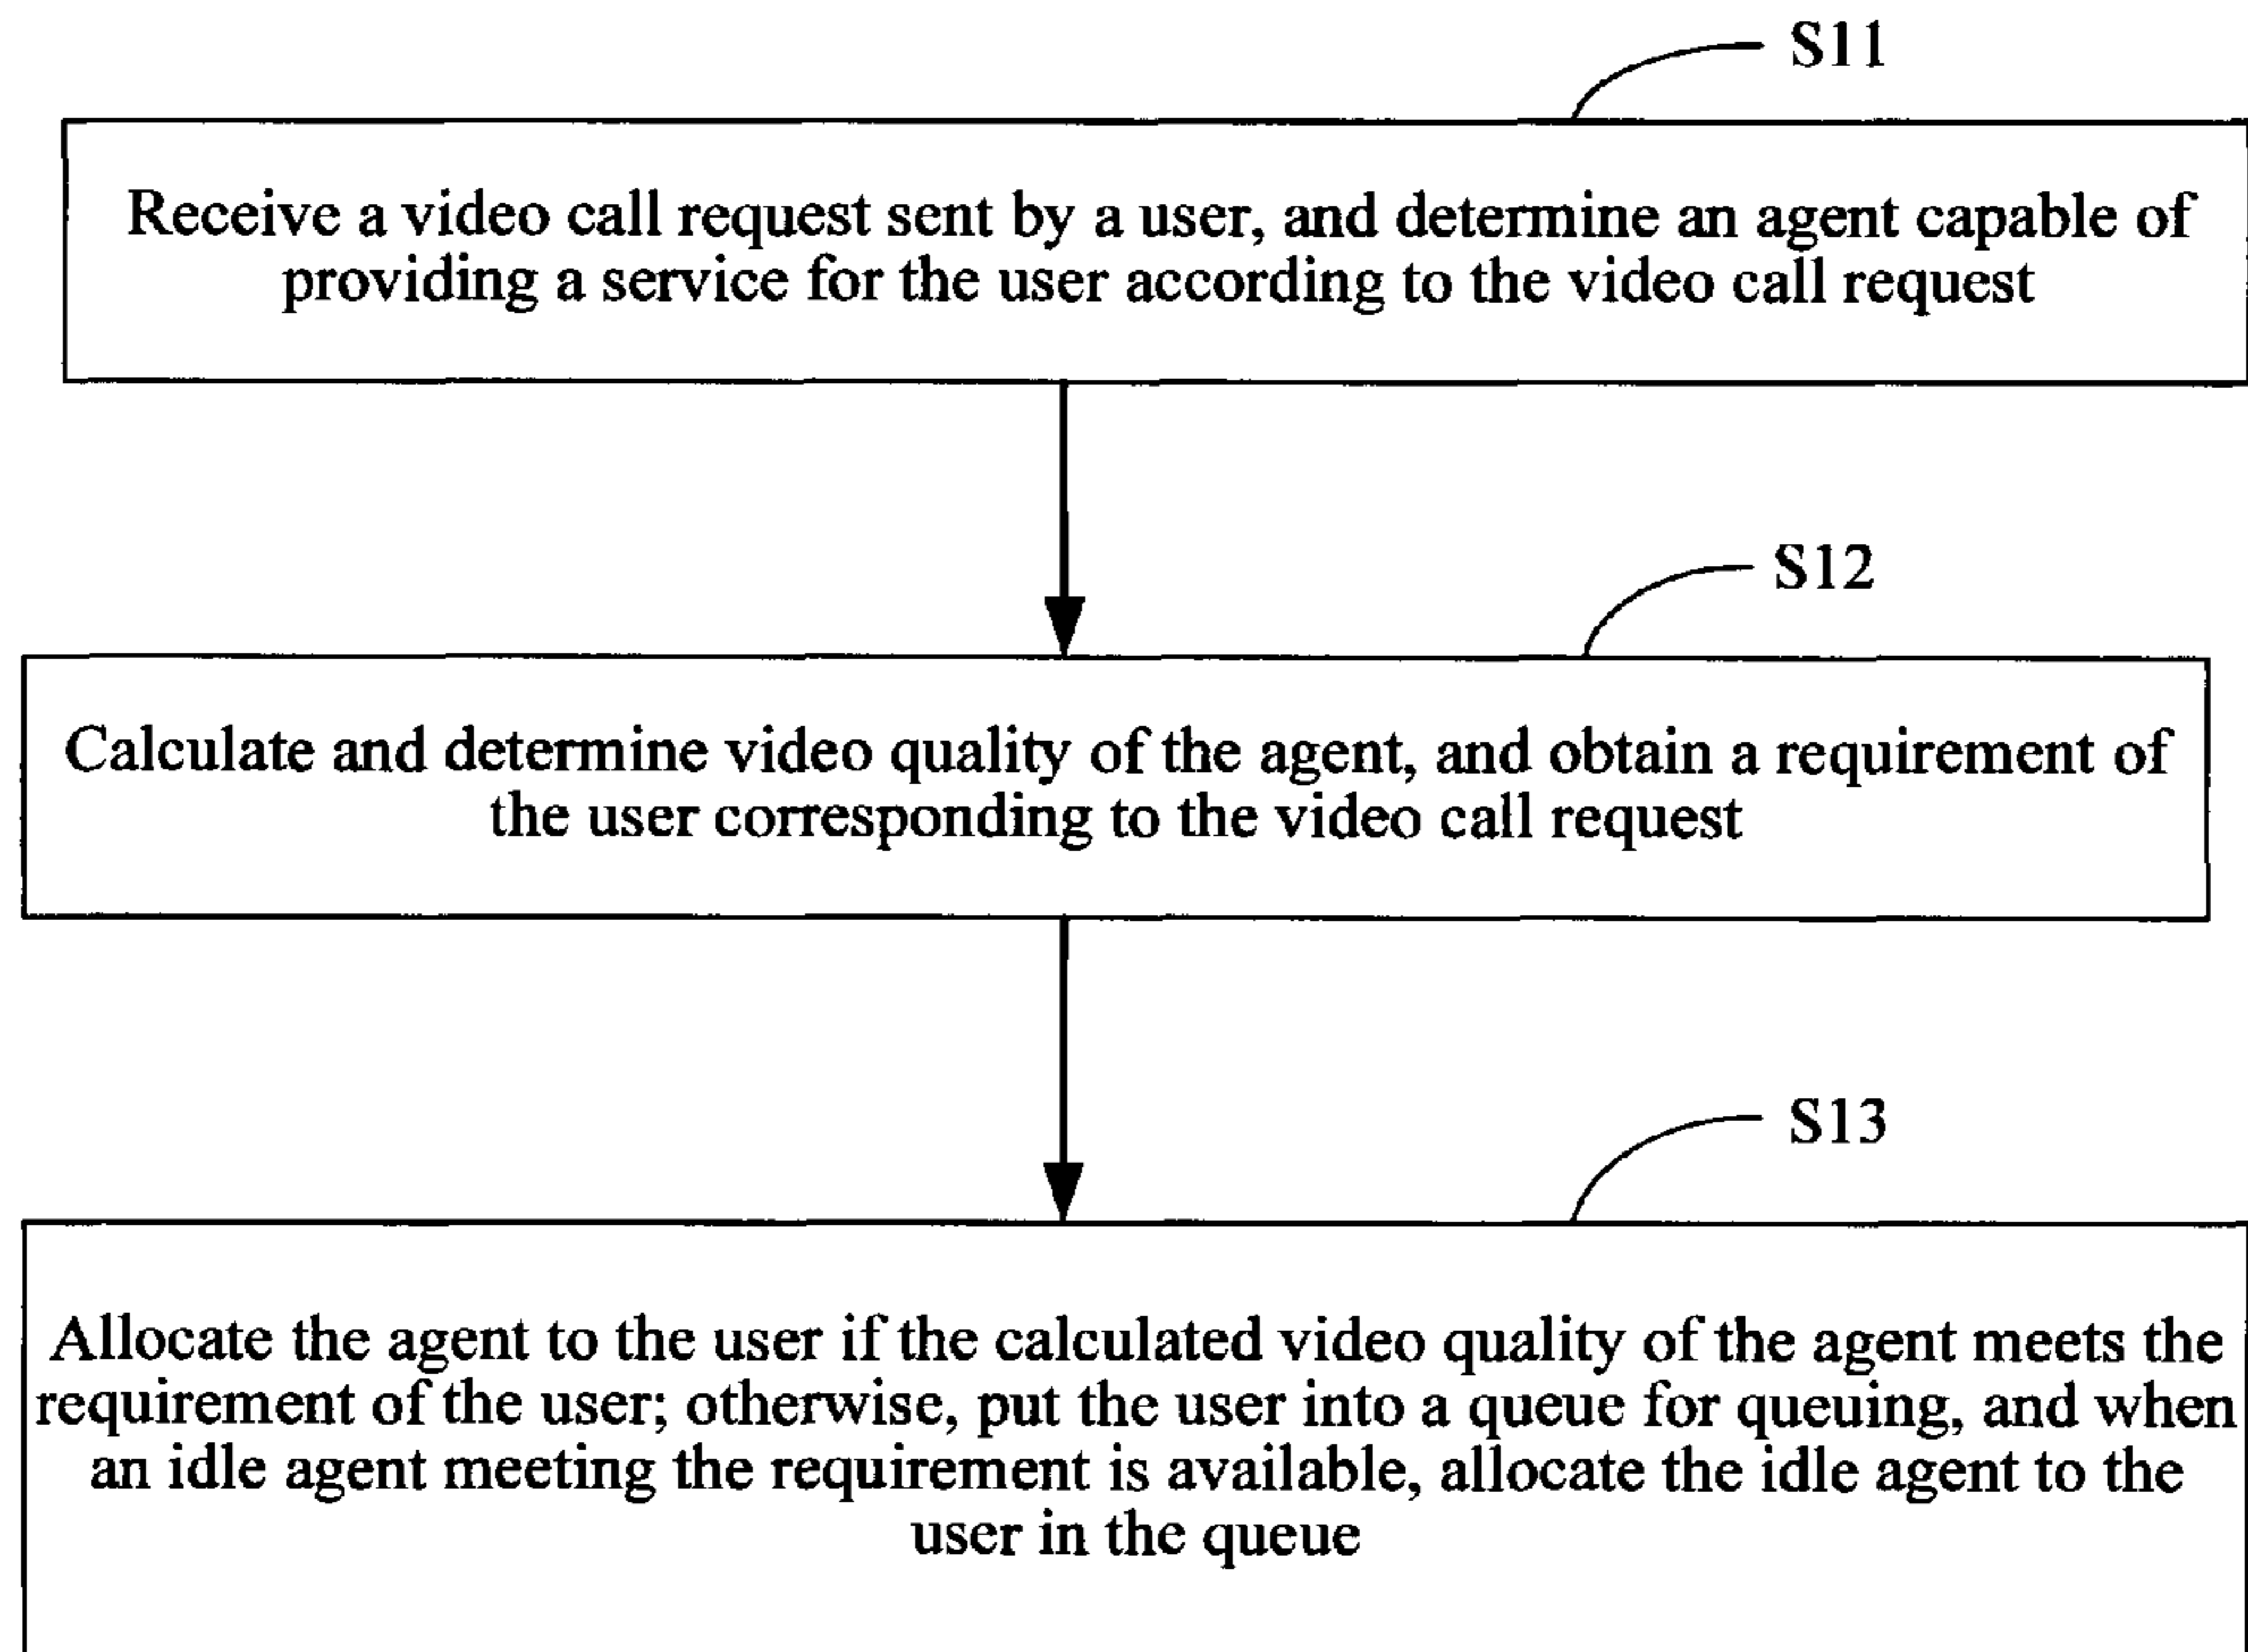 S11
Receive a video call request sent by a user, and determine an agent capable of
providing a service for the user according to the video call request
S12
Calculate and determine video quality of the agent, and obtain a requirement of
the user corresponding to the video call request
S13
Allocate the agent to the user if the calculated video quality of the agent meets the
requirement of the user; otherwise, put the user into a queue for queuing, and when
an idle agent meeting the requirement is available, allocate the idle agent to the
user in the queue